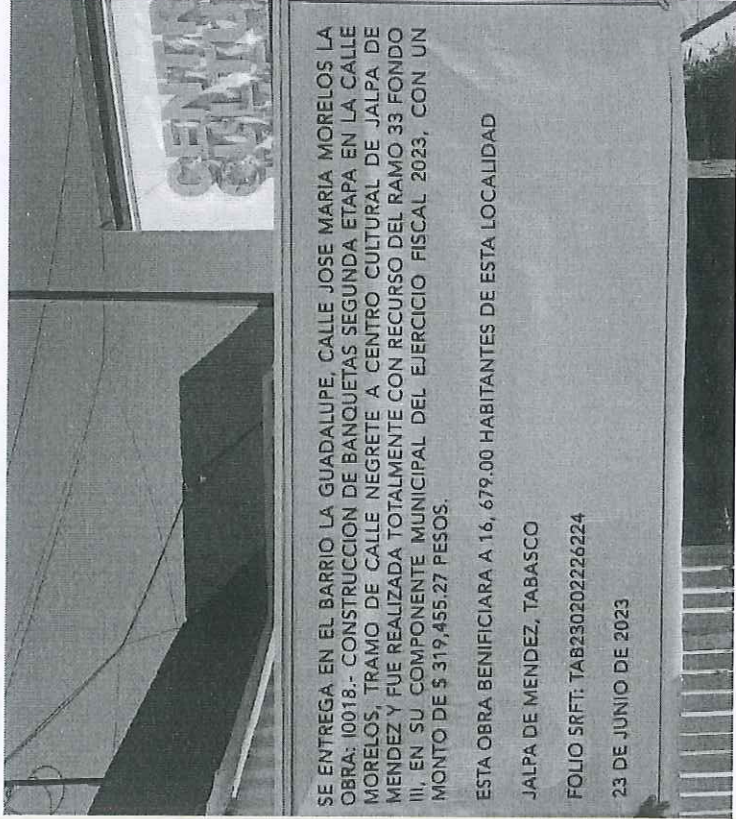 SE ENTREGA EN EL BARRIO LA GUADALUPE, CALLE JOSE MARIA MORELOS LA
OBRA: I0018.- CONSTRUCCION DE BANQUETAS SEGUNDA ETAPA EN LA CALLE
MORELOS, TRAMO DE CALLE NEGRETE A CENTRO CULTURAL DE JALPA DE
MENDEZ Y FUE REALIZADA TOTALMENTE CON RECURSO DEL RAMO 33 FONDO
III, EN SU COMPONENTE MUNICIPAL DEL EJERCICIO FISCAL 2023, CON UN
MONTO DE $ 319,455.27 PESOS.
ESTA OBRA BENIFICIARA A 16, 679.00 HABITANTES DE ESTA LOCALIDAD
JALPA DE MENDEZ, TABASCO
FOLIO SRFT: TAB230202226224
23 DE JUNIO DE 2023